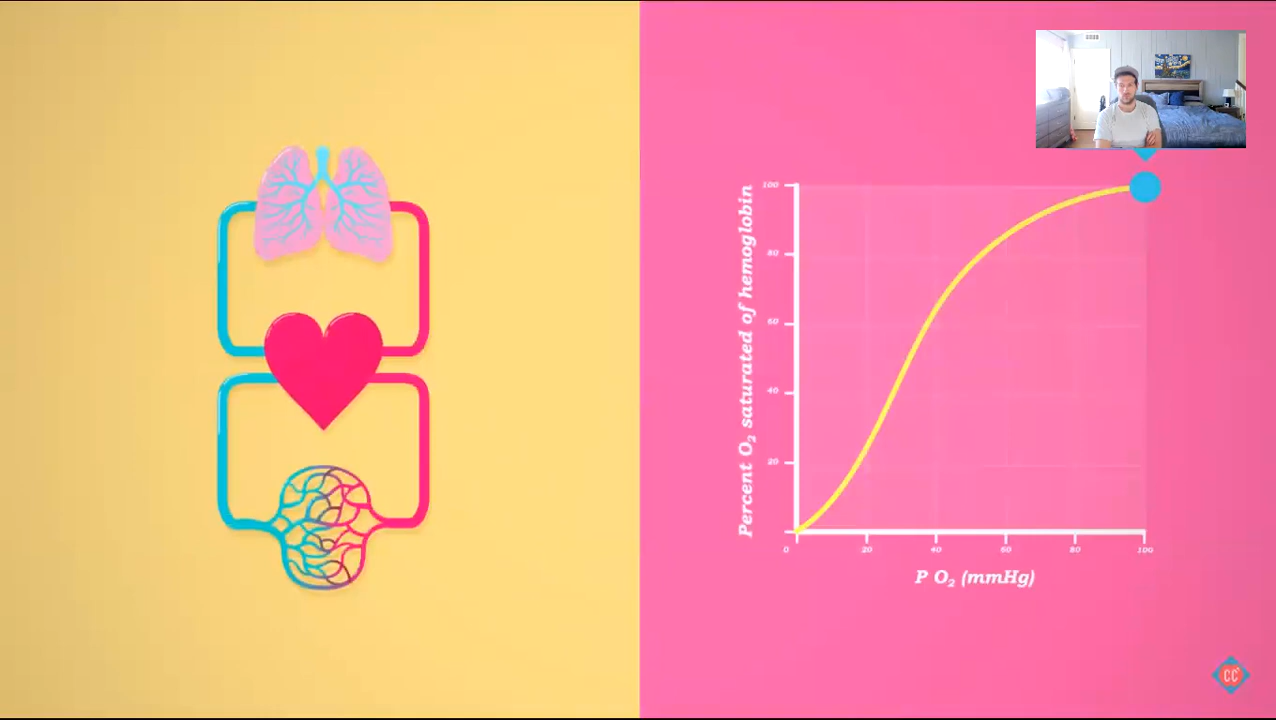 Percent O₂ saturated of hemoglobin
100
80
60
40
20
0 20 40 60 80 100
P O₂ (mmHg)
CC